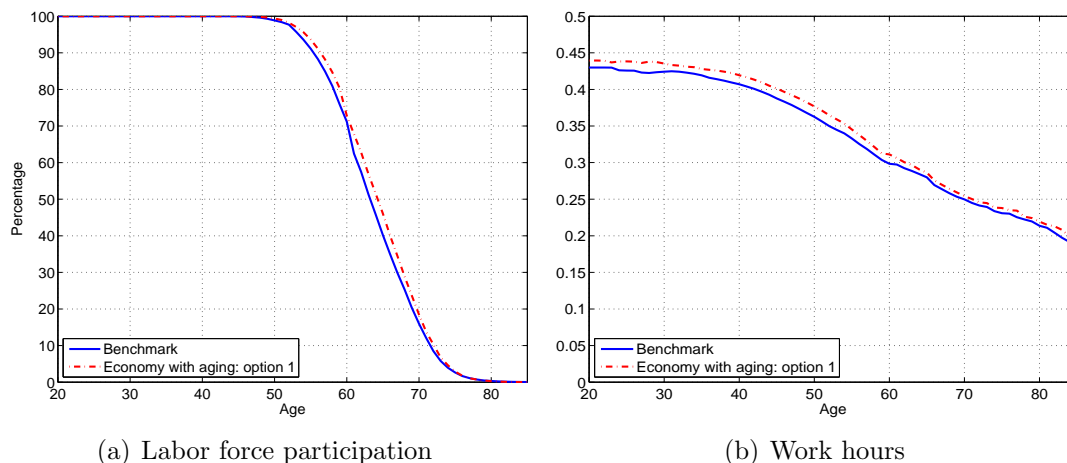 100
90
80
70
60
50
40
30
20
10
0
Percentage
20 30 40 50 60 70 80
Age
Benchmark
Economy with aging: option 1
(a) Labor force participation
0.5
0.45
0.4
0.35
0.3
0.25
0.2
0.15
0.1
0.05
0
20 30 40 50 60 70 80
Age
Benchmark
Economy with aging: option 1
(b) Work hours